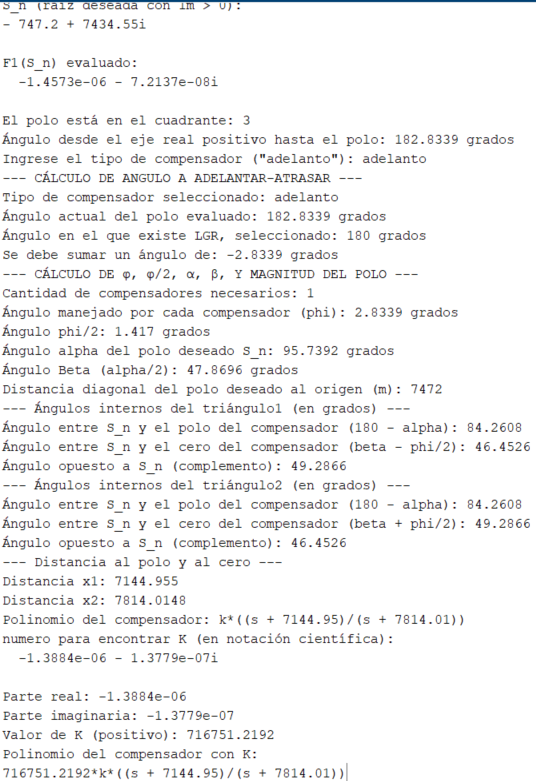 S_n (raíz deseada con Im > 0):
- 747.2 + 7434.55i
F1(S_n) evaluado:
-1.4573e-06 - 7.2137e-08i
El polo está en el cuadrante: 3
Ángulo desde el eje real positivo hasta el polo: 182.8339 grados
Ingrese el tipo de compensador ("adelanto"): adelanto
--- CÁLCULO DE ANGULO A ADELANTAR-ATRASAR ---
Tipo de compensador seleccionado: adelanto
Ángulo actual del polo evaluado: 182.8339 grados
Ángulo en el que existe LGR, seleccionado: 180 grados
Se debe sumar un ángulo de: -2.8339 grados
--- CÁLCULO DE φ, φ/2, α, β, Y MAGNITUD DEL POLO ---
Cantidad de compensadores necesarios: 1
Ángulo manejado por cada compensador (phi): 2.8339 grados
Ángulo phi/2: 1.417 grados
Ángulo alpha del polo deseado S_n: 95.7392 grados
Ángulo Beta (alpha/2): 47.8696 grados
Distancia diagonal del polo deseado al origen (m): 7472
--- Ángulos internos del triángulo1 (en grados) ---
Ángulo entre S_n y el polo del compensador (180 - alpha): 84.2608
Ángulo entre S_n y el cero del compensador (beta - phi/2): 46.4526
Ángulo opuesto a S_n (complemento): 49.2866
--- Ángulos internos del triángulo2 (en grados) ---
Ángulo entre S_n y el polo del compensador (180 - alpha): 84.2608
Ángulo entre S_n y el cero del compensador (beta + phi/2): 49.2866
Ángulo opuesto a S_n (complemento): 46.4526
--- Distancia al polo y al cero ---
Distancia x1: 7144.955
Distancia x2: 7814.0148
Polinomio del compensador: k*((s + 7144.95)/(s + 7814.01))
numero para encontrar K (en notación científica):
-1.3884e-06 - 1.3779e-07i
Parte real: -1.3884e-06
Parte imaginaria: -1.3779e-07
Valor de K (positivo): 716751.2192
Polinomio del compensador con K:
716751.2192*k*((s + 7144.95)/(s + 7814.01))